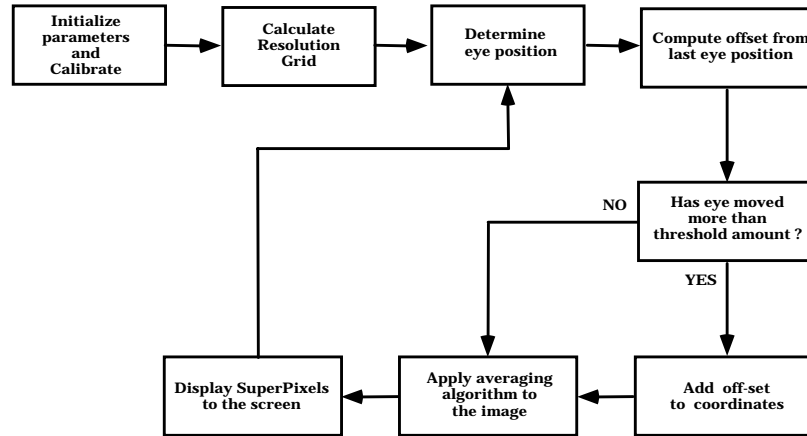 Initialize
parameters
and
Calibrate
Calculate
Resolution
Grid
Determine
eye position
Compute offset from
last eye position
NO
Has eye moved
more than
threshold amount ?
YES
Display SuperPixels
to the screen
Apply averaging
algorithm to
the image
Add off-set
to coordinates